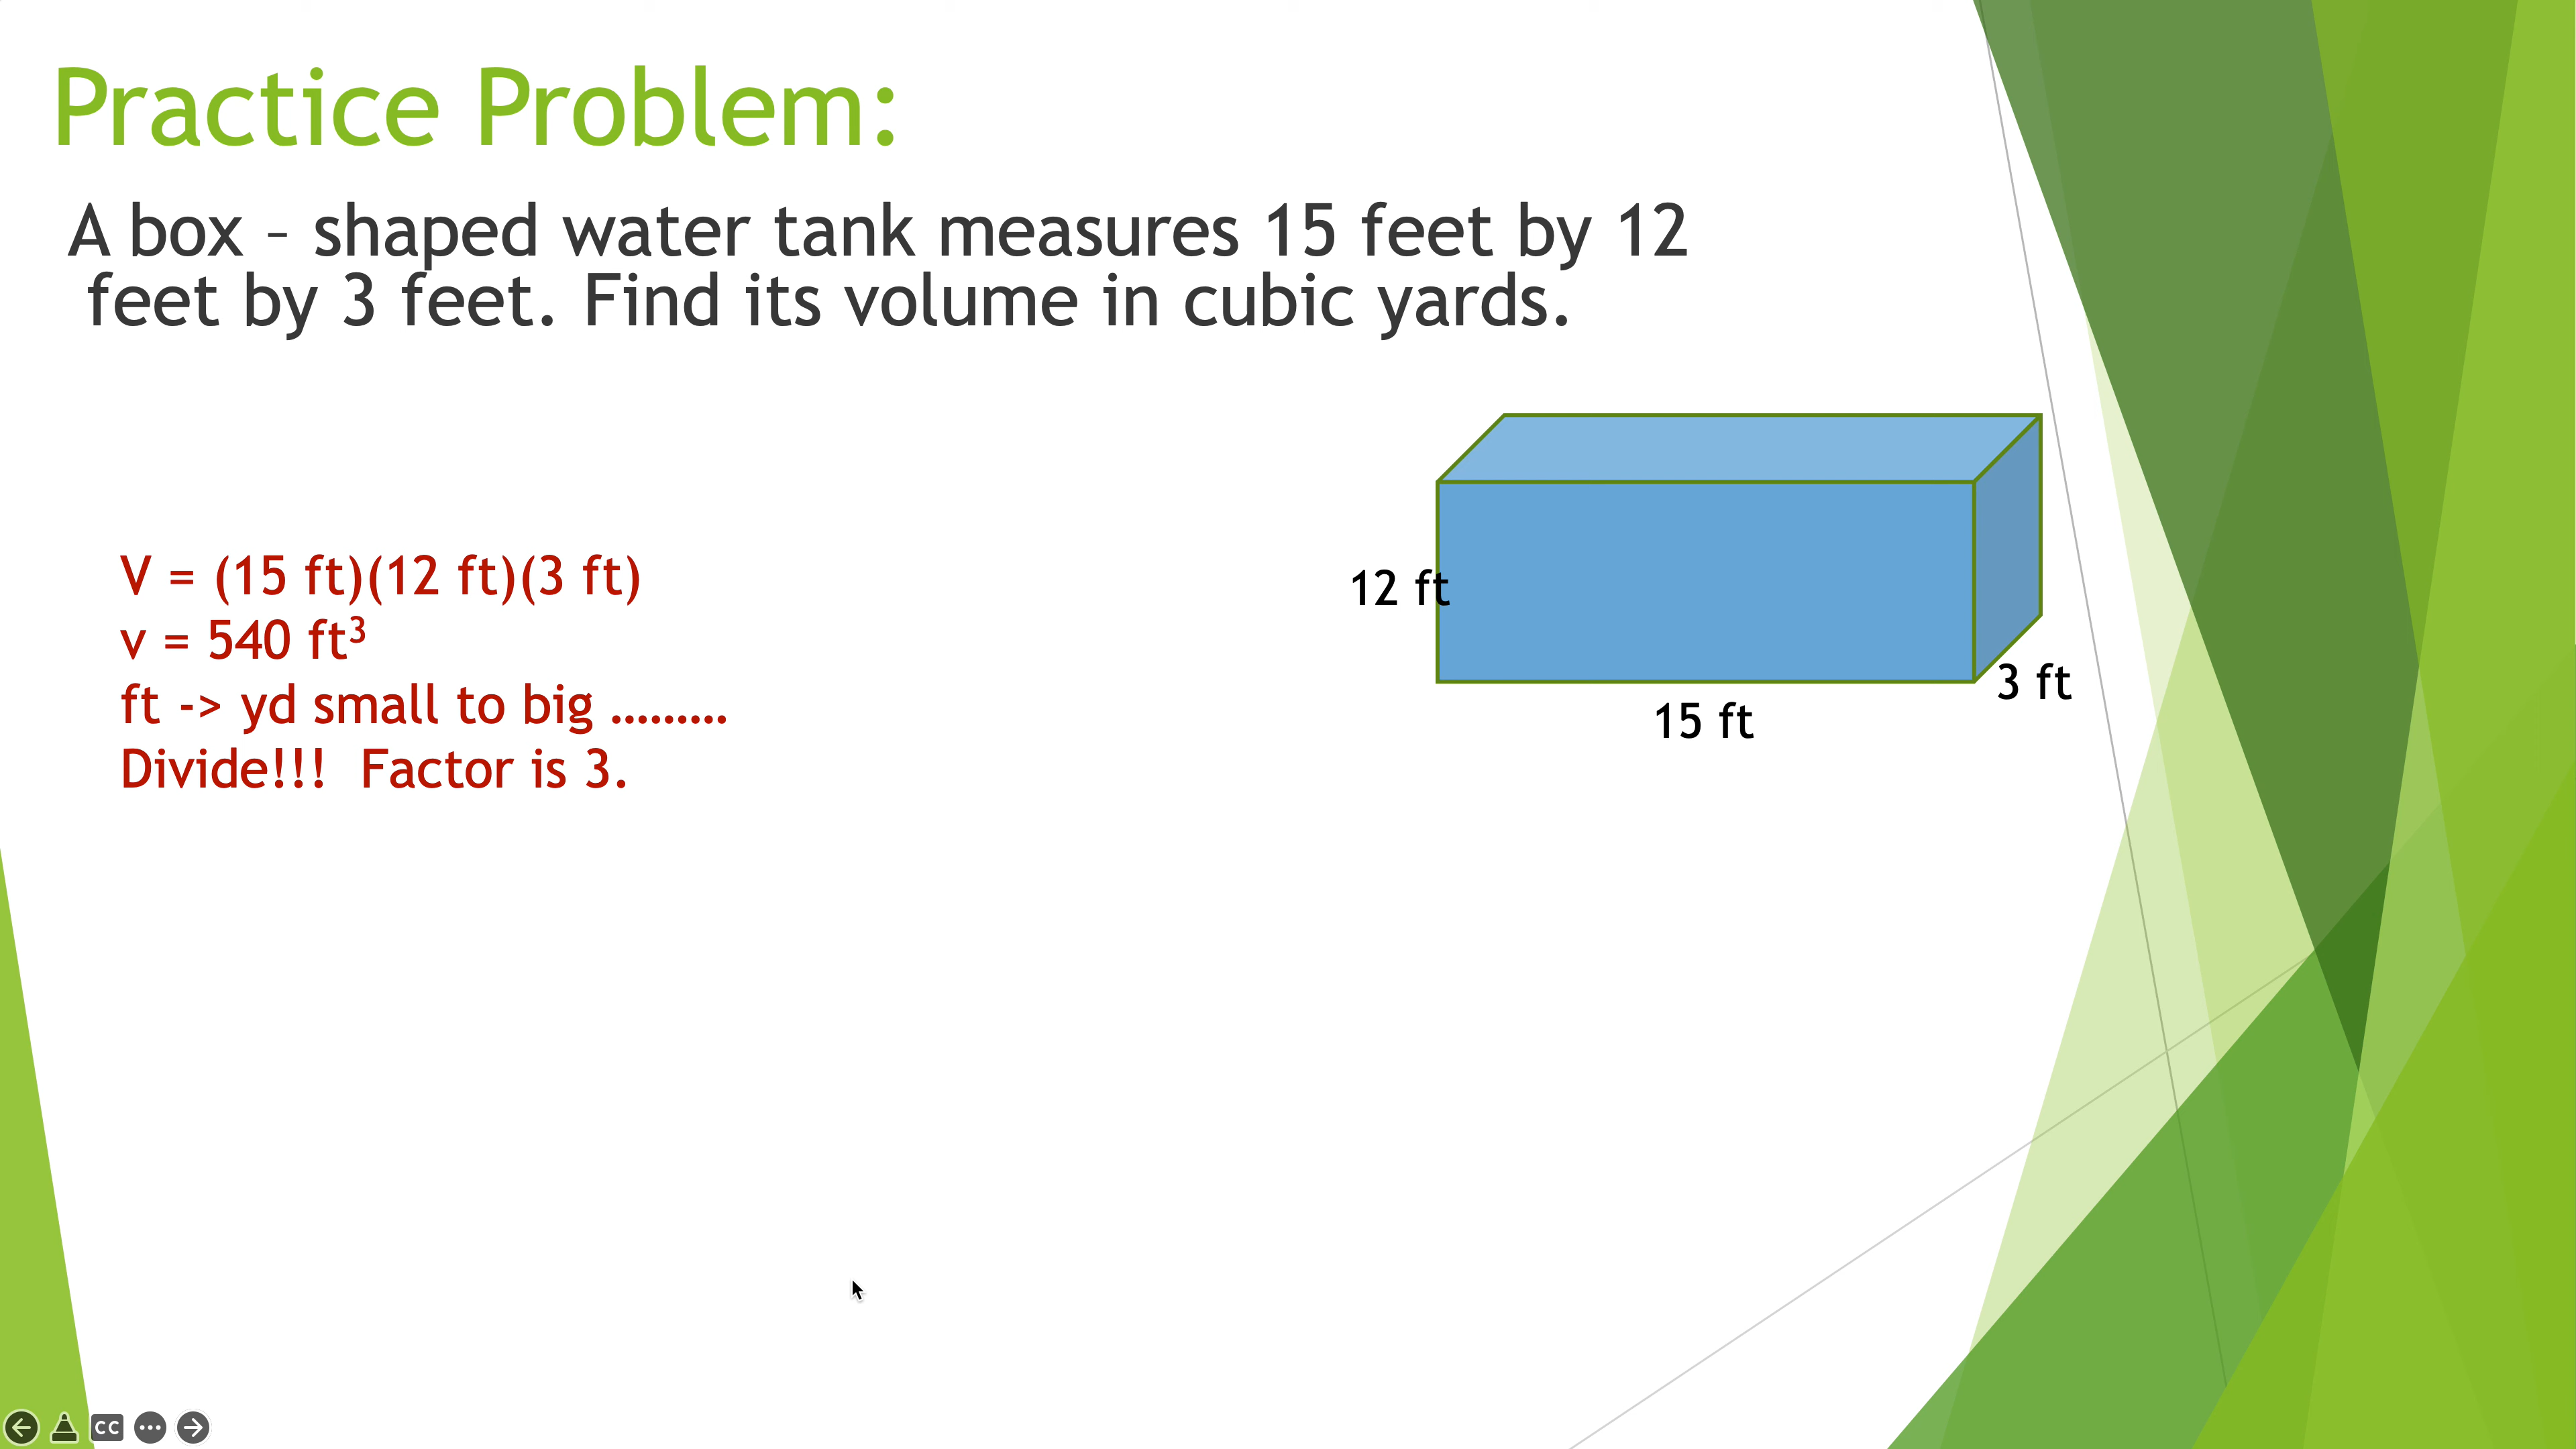 Practice Problem:
A box – shaped water tank measures 15 feet by 12
feet by 3 feet. Find its volume in cubic yards.
V = (15 ft)(12 ft)(3 ft)
v = 540 ft³
ft -> yd small to big ………
Divide!!!  Factor is 3.
12 ft
3 ft
15 ft
CC